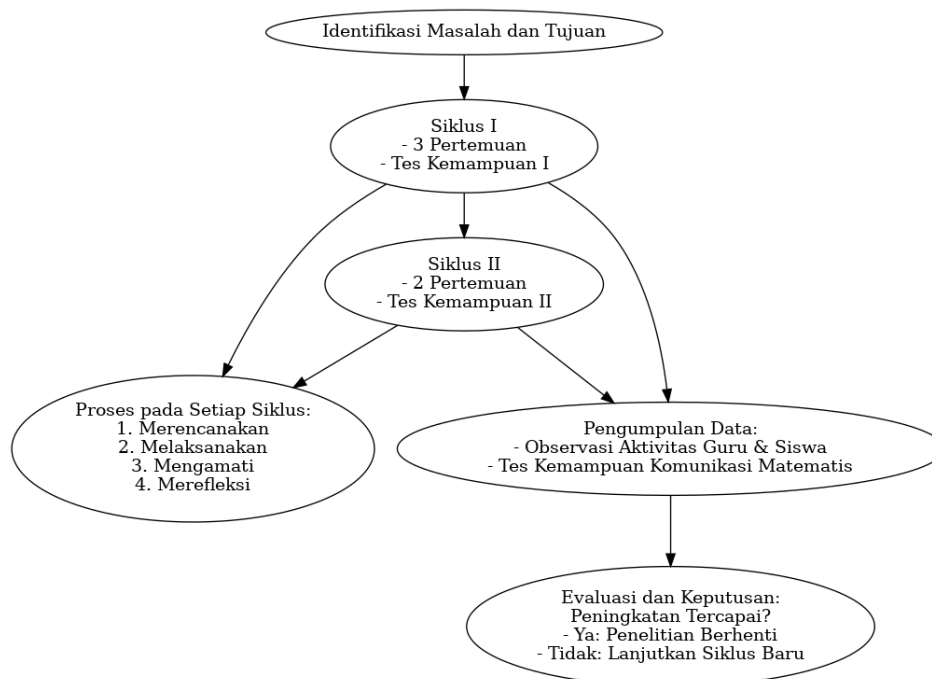 Identifikasi Masalah dan Tujuan
Siklus I
- 3 Pertemuan
- Tes Kemampuan I
Siklus II
- 2 Pertemuan
- Tes Kemampuan II
Proses pada Setiap Siklus:
1. Merencanakan
2. Melaksanakan
3. Mengamati
4. Merefleksi
Pengumpulan Data:
- Observasi Aktivitas Guru & Siswa
- Tes Kemampuan Komunikasi Matematis
Evaluasi dan Keputusan:
Peningkatan Tercapai?
- Ya: Penelitian Berhenti
- Tidak: Lanjutkan Siklus Baru